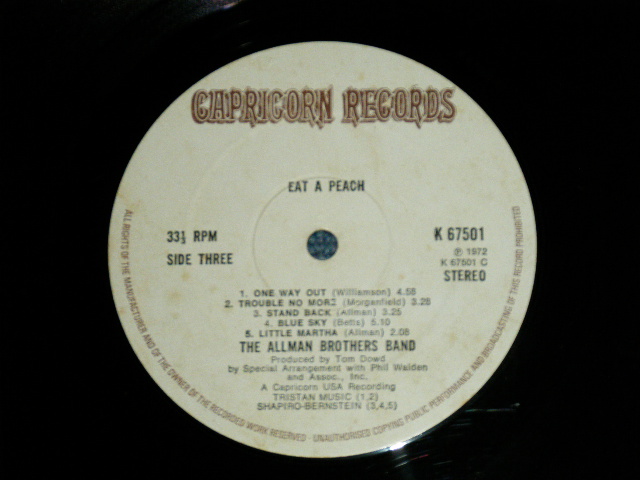 CAPRICORN RECORDS
EAT A PEACH
33⅓ RPM
SIDE THREE
K 67501
Ⓟ 1972
K 67501 C
STEREO
1. ONE WAY OUT (Williamson) 4.58
2. TROUBLE NO MORE (Morganfield) 3.28
3. STAND BACK (Allman) 3.25
4. BLUE SKY (Betts) 5.10
5. LITTLE MARTHA (Allman) 2.08
THE ALLMAN BROTHERS BAND
Produced by Tom Dowd
by Special Arrangement with Phil Walden
and Assoc., Inc.
A Capricorn USA Recording
TRISTAN MUSIC (1,2)
SHAPIRO-BERNSTEIN (3,4,5)
ALL RIGHTS OF THE MANUFACTURER AND OF THE OWNER OF THE RECORDED WORK RESERVED · UNAUTHORISED COPYING PUBLIC PERFORMANCE AND BROADCASTING OF THIS RECORD PROHIBITED